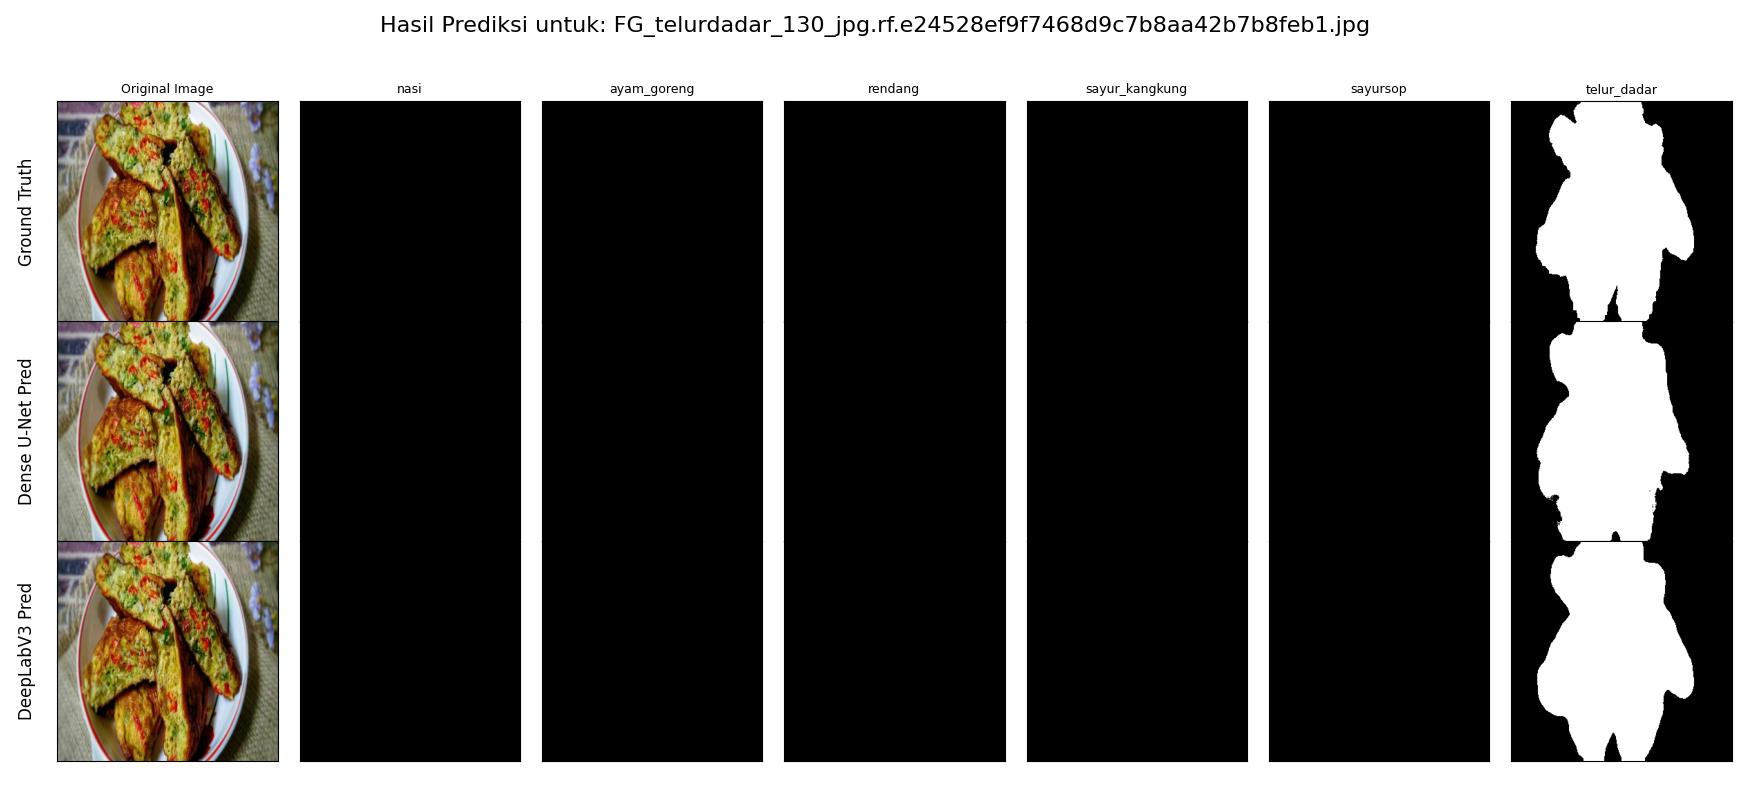 Hasil Prediksi untuk: FG_telurdadar_130_jpg.rf.e24528ef9f7468d9c7b8aa42b7b8feb1.jpg
Original Image
nasi
ayam_goreng
rendang
sayur_kangkung
sayursop
telur_dadar
Ground Truth
Dense U-Net Pred
DeepLabV3 Pred